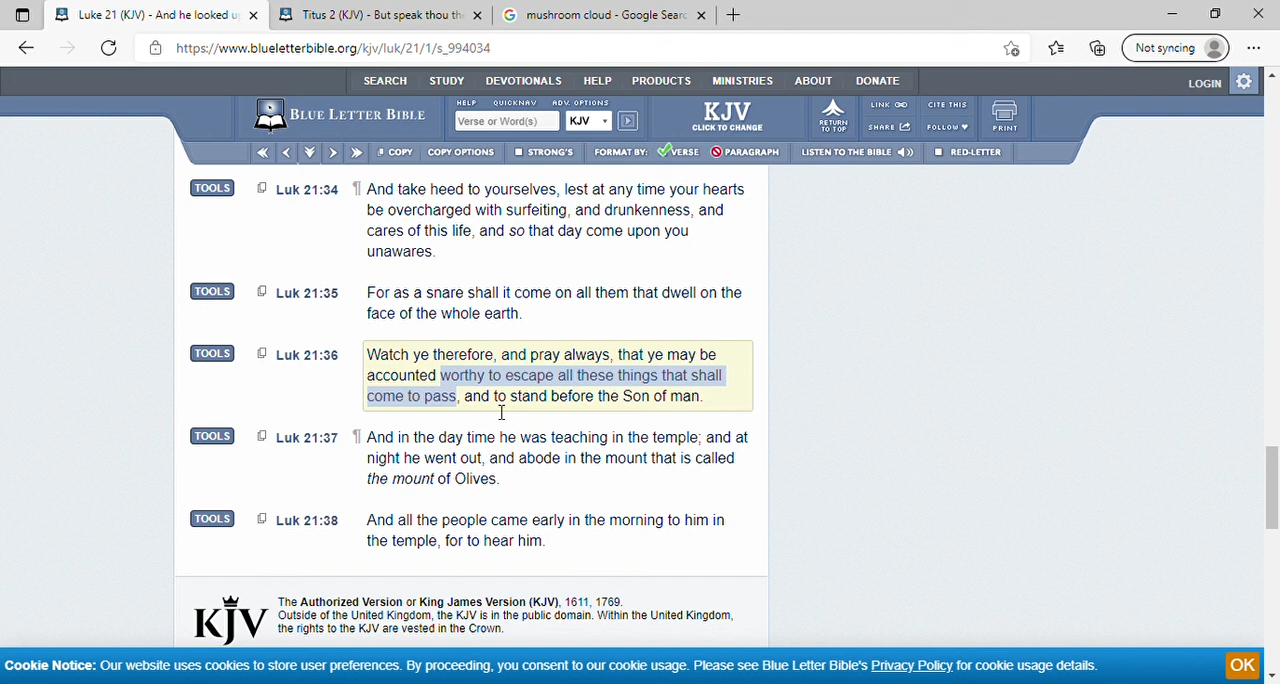 Luke 21 (KJV) - And he looked u
Titus 2 (KJV) - But speak thou the
mushroom cloud - Google Searc
https://www.blueletterbible.org/kjv/luk/21/1/s_994034
Not syncing
SEARCH STUDY DEVOTIONALS HELP PRODUCTS MINISTRIES ABOUT DONATE
LOGIN
BLUE LETTER BIBLE
HELP QUICKNAV ADV. OPTIONS
Verse or Word(s)
KJV
KJV
CLICK TO CHANGE
RETURN
TO TOP
LINK
CITE THIS
SHARE
FOLLOW
PRINT
COPY COPY OPTIONS STRONG'S FORMAT BY: VERSE PARAGRAPH LISTEN TO THE BIBLE RED-LETTER
TOOLS Luk 21:34 ¶ And take heed to yourselves, lest at any time your hearts
be overcharged with surfeiting, and drunkenness, and
cares of this life, and so that day come upon you
unawares.
TOOLS Luk 21:35 For as a snare shall it come on all them that dwell on the
face of the whole earth.
TOOLS Luk 21:36 Watch ye therefore, and pray always, that ye may be
accounted worthy to escape all these things that shall
come to pass, and to stand before the Son of man.
TOOLS Luk 21:37 ¶ And in the day time he was teaching in the temple; and at
night he went out, and abode in the mount that is called
the mount of Olives.
TOOLS Luk 21:38 And all the people came early in the morning to him in
the temple, for to hear him.
KJV
The Authorized Version or King James Version (KJV), 1611, 1769.
Outside of the United Kingdom, the KJV is in the public domain. Within the United Kingdom,
the rights to the KJV are vested in the Crown.
Cookie Notice: Our website uses cookies to store user preferences. By proceeding, you consent to our cookie usage. Please see Blue Letter Bible's Privacy Policy for cookie usage details.
OK